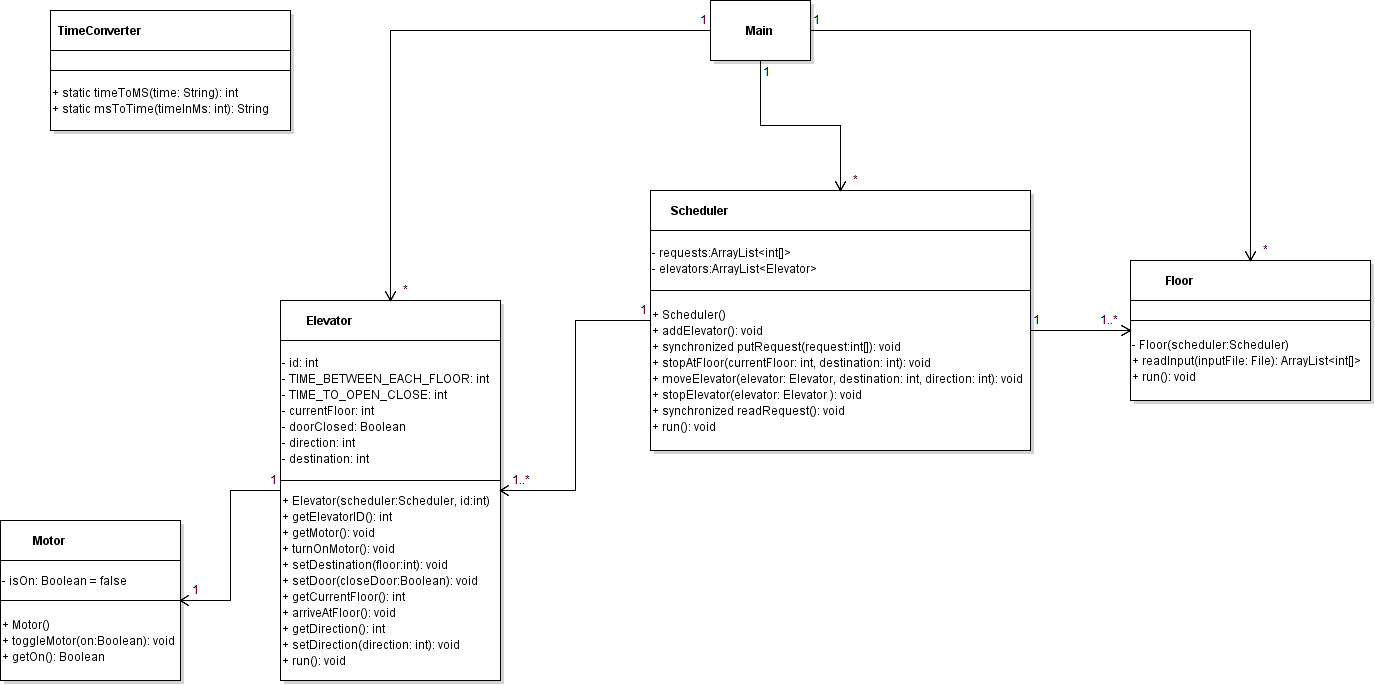 TimeConverter
+ static timeToMS(time: String): int
+ static msToTime(timeInMs: int): String
1
Main
1
1
*
*
*
Scheduler
- requests:ArrayList<int[]>
- elevators:ArrayList<Elevator>
1
+ Scheduler()
+ addElevator(): void
+ synchronized putRequest(request:int[]): void
+ stopAtFloor(currentFloor: int, destination: int): void
+ moveElevator(elevator: Elevator, destination: int, direction: int): void
+ stopElevator(elevator: Elevator ): void
+ synchronized readRequest(): void
+ run(): void
1
1..*
Floor
- Floor(scheduler:Scheduler)
+ readInput(inputFile: File): ArrayList<int[]>
+ run(): void
Elevator
- id: int
- TIME_BETWEEN_EACH_FLOOR: int
- TIME_TO_OPEN_CLOSE: int
- currentFloor: int
- doorClosed: Boolean
- direction: int
- destination: int
1
1..*
+ Elevator(scheduler:Scheduler, id:int)
+ getElevatorID(): int
+ getMotor(): void
+ turnOnMotor(): void
+ setDestination(floor:int): void
+ setDoor(closeDoor:Boolean): void
+ getCurrentFloor(): int
+ arriveAtFloor(): void
+ getDirection(): int
+ setDirection(direction: int): void
+ run(): void
Motor
- isOn: Boolean = false
1
+ Motor()
+ toggleMotor(on:Boolean): void
+ getOn(): Boolean